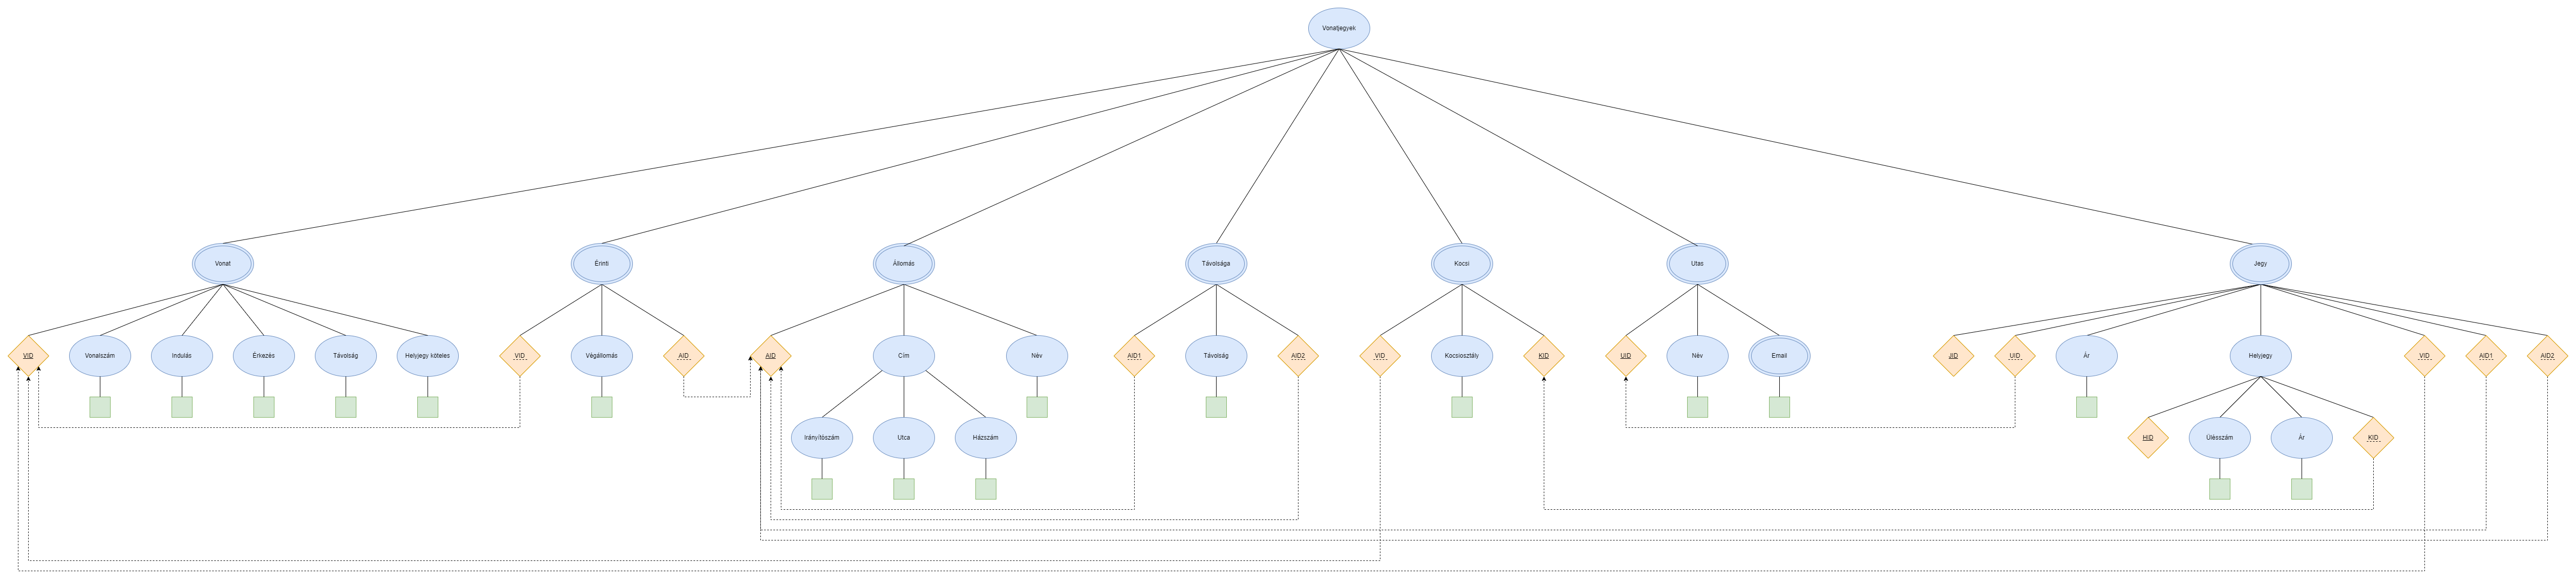 Vonatjegyek
Vonat
Érinti
Állomás
Távolsága
Kocsi
Utas
Jegy
VID
Vonalszám
Indulás
Érkezés
Távolság
Helyjegy köteles
VID
Végállomás
AID
AID
Cím
Név
AID1
Távolság
AID2
VID
Kocsiosztály
KID
UID
Név
Email
JID
UID
Ár
Helyjegy
VID
AID1
AID2
Irányítószám
Utca
Házszám
HID
Ülésszám
Ár
KID